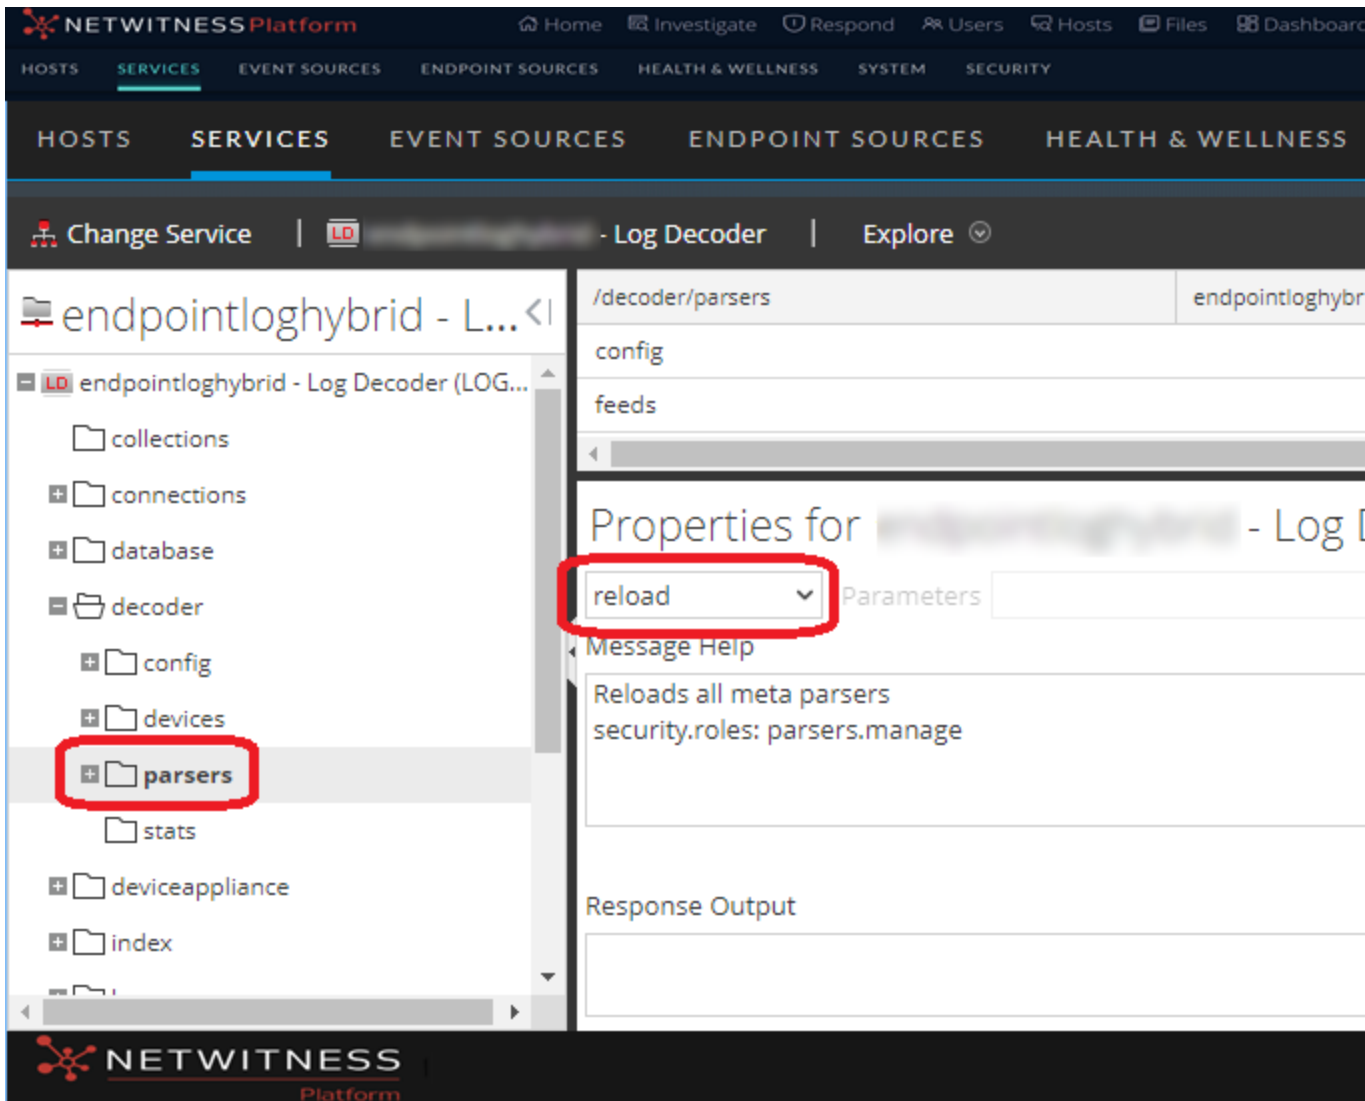 NETWITNESS Platform Home Investigate Respond Users Hosts Files Dashboard
HOSTS SERVICES EVENT SOURCES ENDPOINT SOURCES HEALTH & WELLNESS SYSTEM SECURITY
HOSTS SERVICES EVENT SOURCES ENDPOINT SOURCES HEALTH & WELLNESS
Change Service | LD - Log Decoder | Explore
endpointloghybrid - L...
LD endpointloghybrid - Log Decoder (LOG...
collections
connections
database
decoder
config
devices
parsers
stats
deviceappliance
index
/decoder/parsers endpointloghybr
config
feeds
Properties for - Log D
reload Parameters
Message Help
Reloads all meta parsers
security.roles: parsers.manage
Response Output
NETWITNESS
Platform